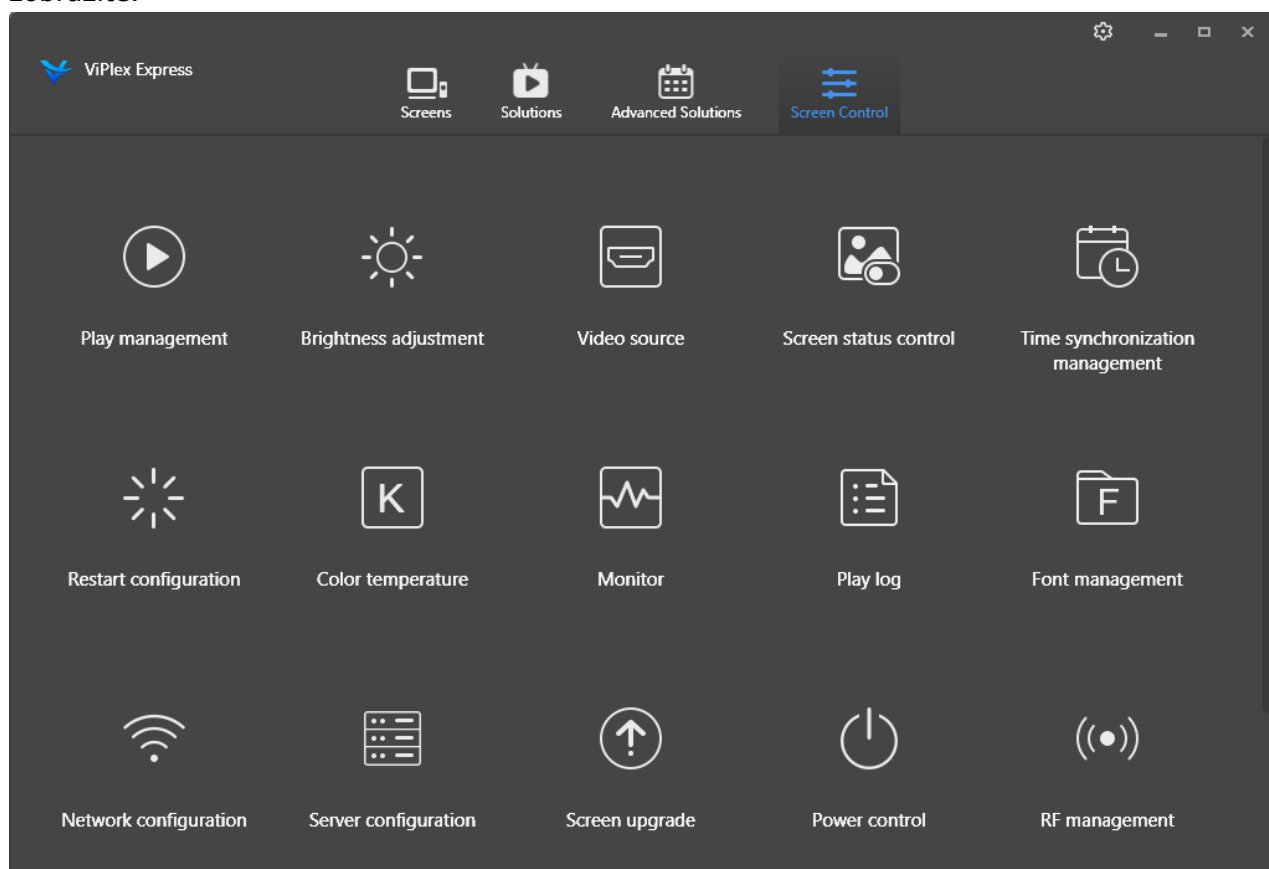 ViPlex Express
Screens
Solutions
Advanced Solutions
Screen Control
Play management
Brightness adjustment
Video source
Screen status control
Time synchronization
management
Restart configuration
K
Color temperature
Monitor
Play log
F
Font management
Network configuration
Server configuration
Screen upgrade
Power control
RF management